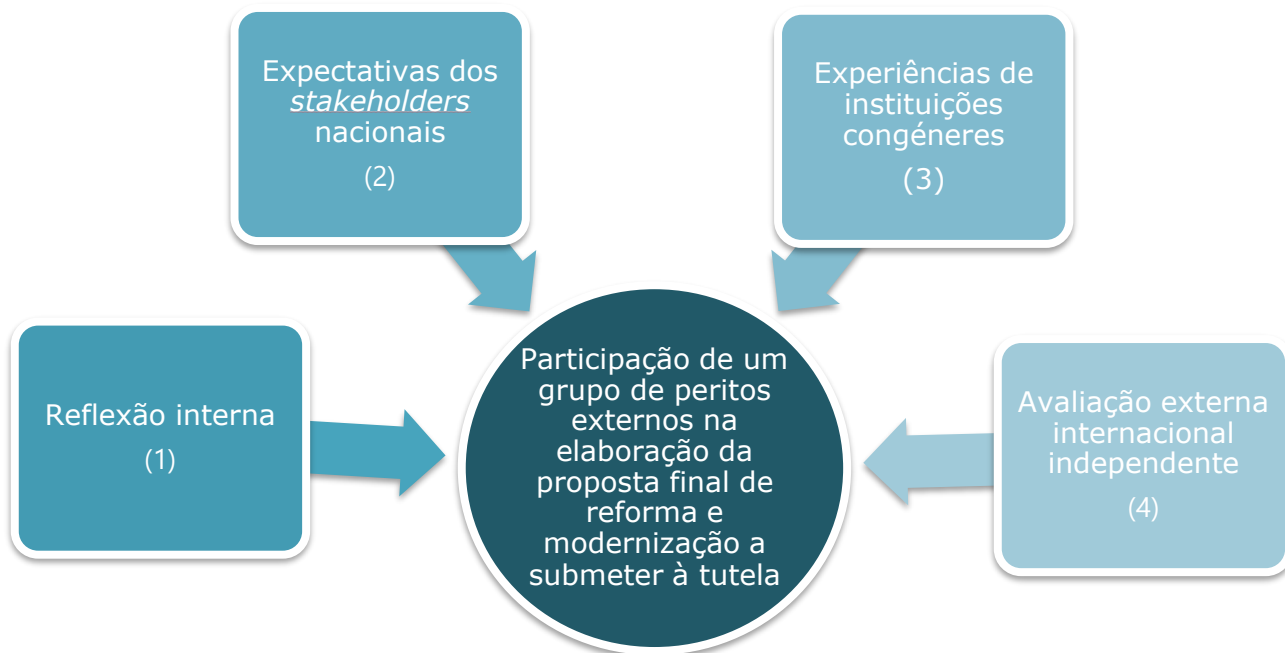 Expectativas dos
stakeholders
nacionais
(2)
Experiências de
instituições
congéneres
(3)
Reflexão interna
(1)
Participação de um
grupo de peritos
externos na
elaboração da
proposta final de
reforma e
modernização a
submeter à tutela
Avaliação externa
internacional
independente
(4)